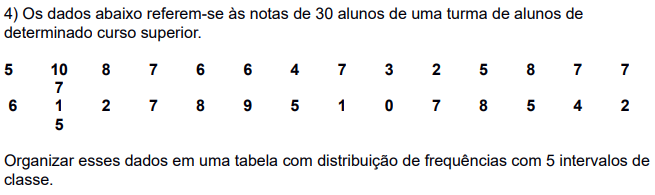 4) Os dados abaixo referem-se às notas de 30 alunos de uma turma de alunos de
determinado curso superior.
5 10 8 7 6 6 4 7 3 2 5 8 7 7
7
6 1 2 7 8 9 5 1 0 7 8 5 4 2
5
Organizar esses dados em uma tabela com distribuição de frequências com 5 intervalos de
classe.